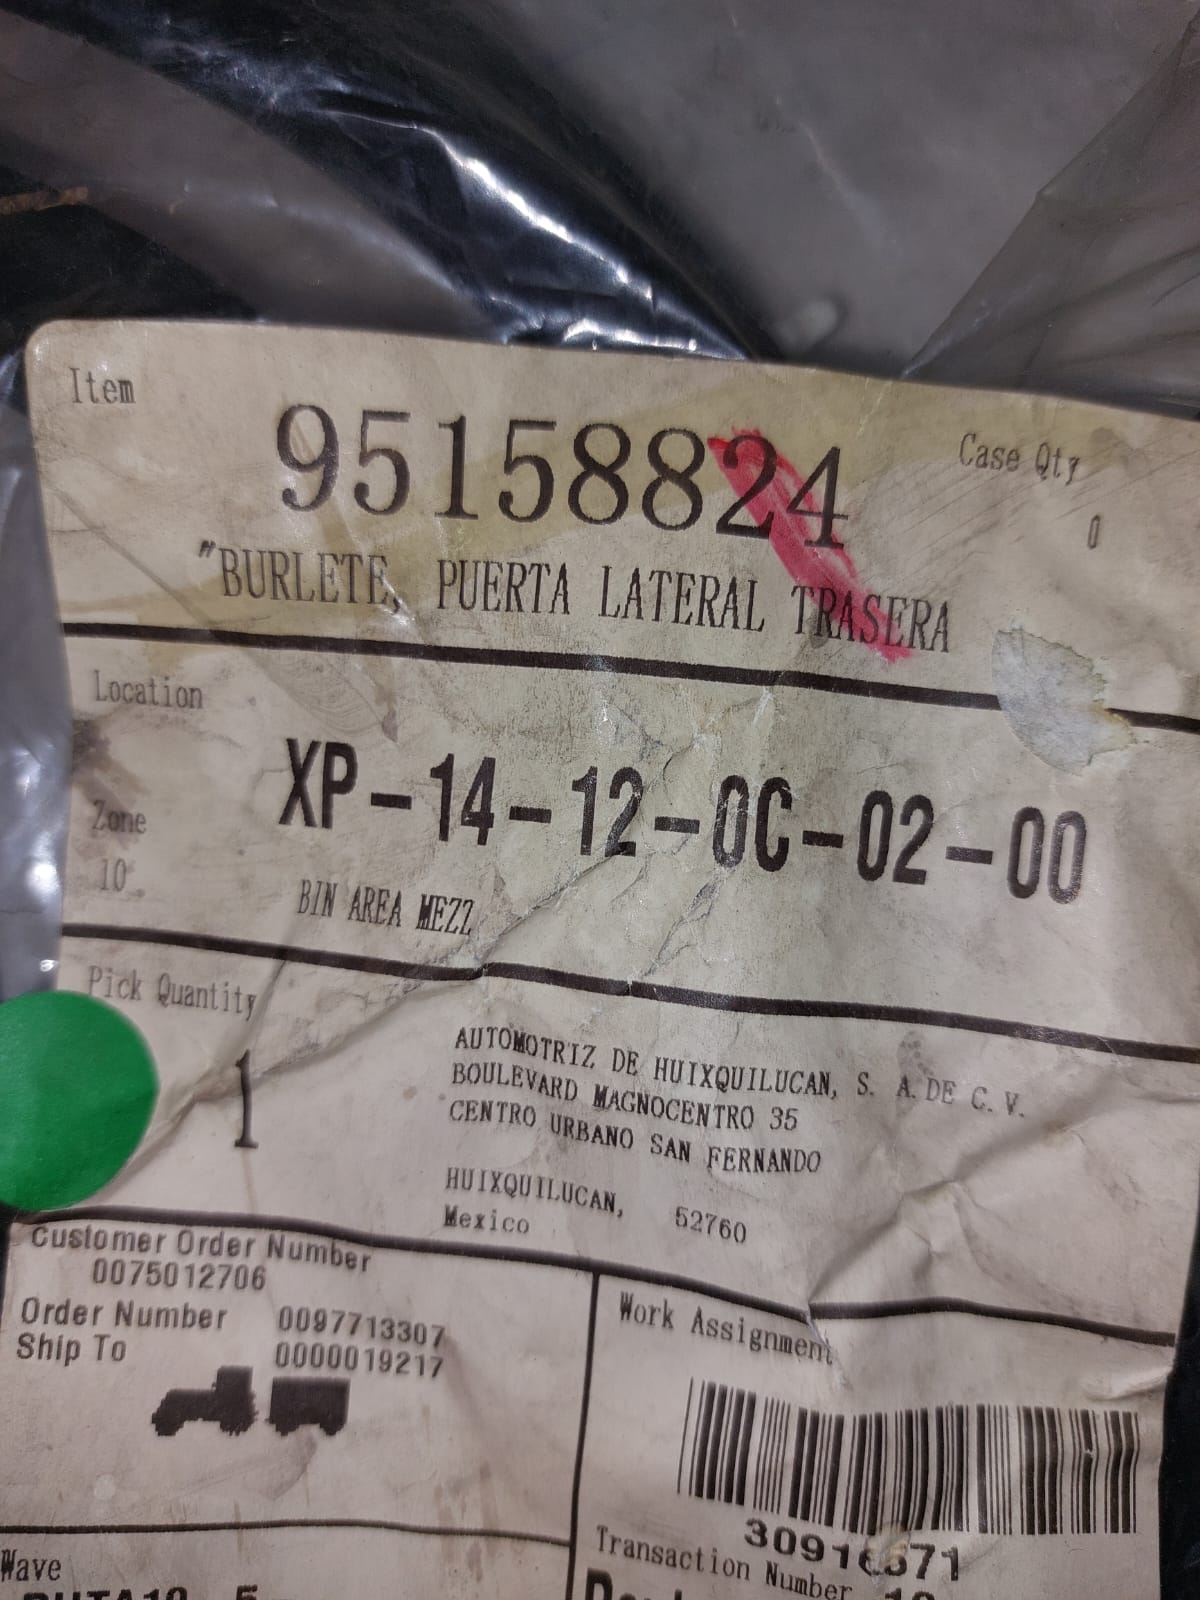 Item
95158824
Case Qty
0
"BURLETE, PUERTA LATERAL TRASERA
Location
XP-14-12-0C-02-00
Zone
10
BIN AREA MEZZ
Pick Quantity
1
AUTOMOTRIZ DE HUIXQUILUCAN, S. A. DE C. V.
BOULEVARD MAGNOCENTRO 35
CENTRO URBANO SAN FERNANDO
HUIXQUILUCAN, 52760
Mexico
Customer Order Number
0075012706
Order Number 0097713307
Ship To 0000019217
Work Assignment
30916571
Transaction Number
Wave